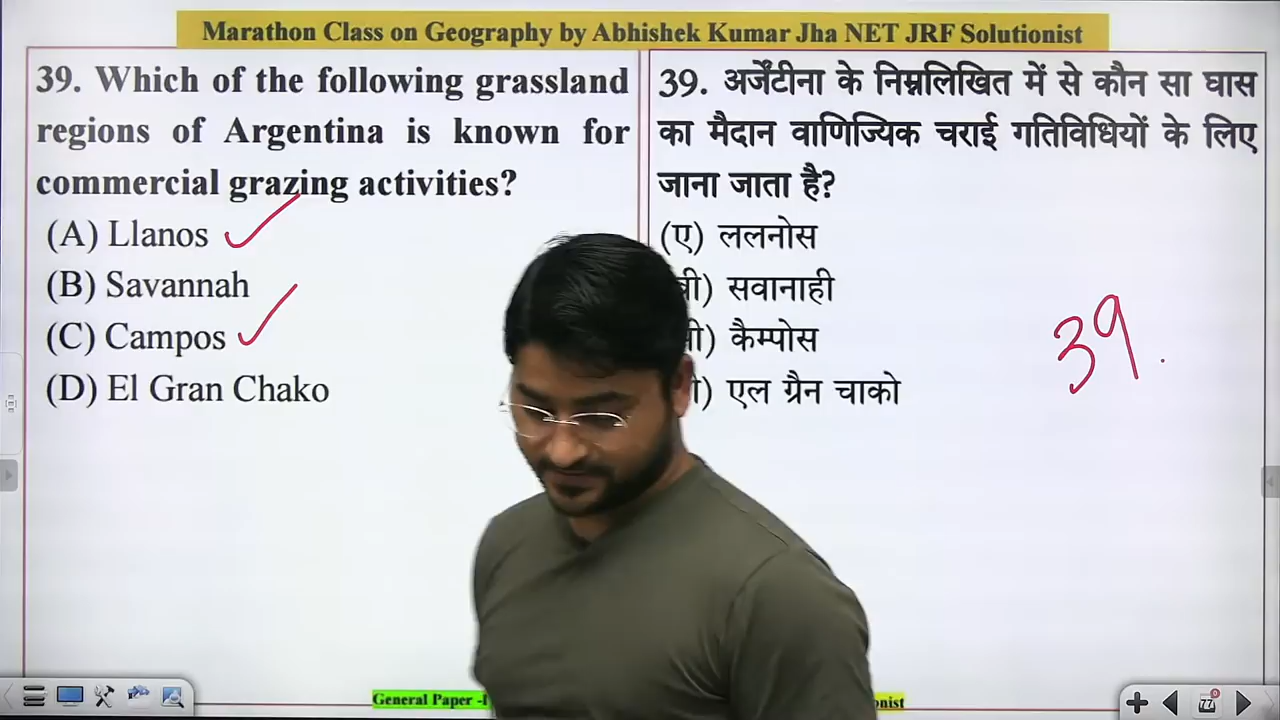 Marathon Class on Geography by Abhishek Kumar Jha NET JRF Solutionist
39. Which of the following grassland
regions of Argentina is known for
commercial grazing activities?
(A) Llanos
(B) Savannah
(C) Campos
(D) El Gran Chako
39. अर्जेंटीना के निम्नलिखित में से कौन सा घास
का मैदान वाणिज्यिक चराई गतिविधियों के लिए
जाना जाता है?
(ए) ललनोस
सवानाही
कैम्पोस
एल ग्रैन चाको
39.
General Paper
77